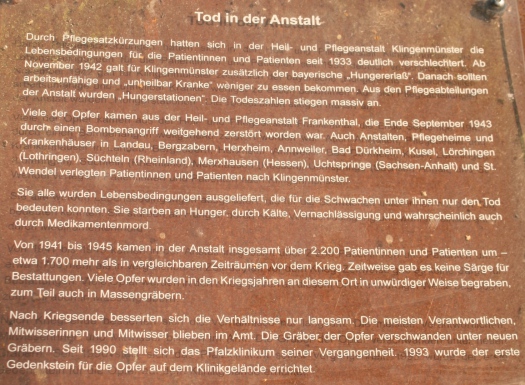 Tod in der Anstalt
Durch Pflegesatzkürzungen hatten sich in der Heil- und Pflegeanstalt Klingenmünster die
Lebensbedingungen für die Patientinnen und Patienten seit 1933 deutlich verschlechtert. Ab
November 1942 galt für Klingenmünster zusätzlich der bayerische „Hungererlaß“. Danach sollten
arbeitsunfähige und „unheilbar Kranke“ weniger zu essen bekommen. Aus den Pflegeabteilungen
der Anstalt wurden „Hungerstationen“. Die Todeszahlen stiegen massiv an.
Viele der Opfer kamen aus der Heil- und Pflegeanstalt Frankenthal, die Ende September 1943
durch einen Bombenangriff weitgehend zerstört worden war. Auch Anstalten, Pflegeheime und
Krankenhäuser in Landau, Bergzabern, Herxheim, Annweiler, Bad Dürkheim, Kusel, Lörchingen
(Lothringen), Süchteln (Rheinland), Merxhausen (Hessen), Uchtspringe (Sachsen-Anhalt) und St.
Wendel verlegten Patientinnen und Patienten nach Klingenmünster.
Sie alle wurden Lebensbedingungen ausgeliefert, die für die Schwachen unter ihnen nur den Tod
bedeuten konnten. Sie starben an Hunger, durch Kälte, Vernachlässigung und wahrscheinlich auch
durch Medikamentenmord.
Von 1941 bis 1945 kamen in der Anstalt insgesamt über 2.200 Patientinnen und Patienten um –
etwa 1.700 mehr als in vergleichbaren Zeiträumen vor dem Krieg. Zeitweise gab es keine Särge für
Bestattungen. Viele Opfer wurden in den Kriegsjahren an diesem Ort in unwürdiger Weise begraben,
zum Teil auch in Massengräbern.
Nach Kriegsende besserten sich die Verhältnisse nur langsam. Die meisten Verantwortlichen,
Mitwisserinnen und Mitwisser blieben im Amt. Die Gräber der Opfer verschwanden unter neuen
Gräbern. Seit 1990 stellt sich das Pfalzklinikum seiner Vergangenheit. 1993 wurde der erste
Gedenkstein für die Opfer auf dem Klinikgelände errichtet